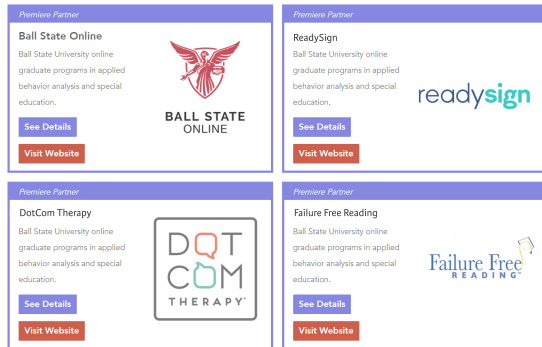 Premiere Partner
Ball State Online
Ball State University online
graduate programs in applied
behavior analysis and special
education.
See Details
Visit Website
BALL STATE
ONLINE
Premiere Partner
ReadySign
Ball State University online
graduate programs in applied
behavior analysis and special
education.
See Details
Visit Website
readysign
Premiere Partner
DotCom Therapy
Ball State University online
graduate programs in applied
behavior analysis and special
education.
See Details
Visit Website
DOT
COM
THERAPY
Premiere Partner
Failure Free Reading
Ball State University online
graduate programs in applied
behavior analysis and special
education.
See Details
Visit Website
Failure Free
READING